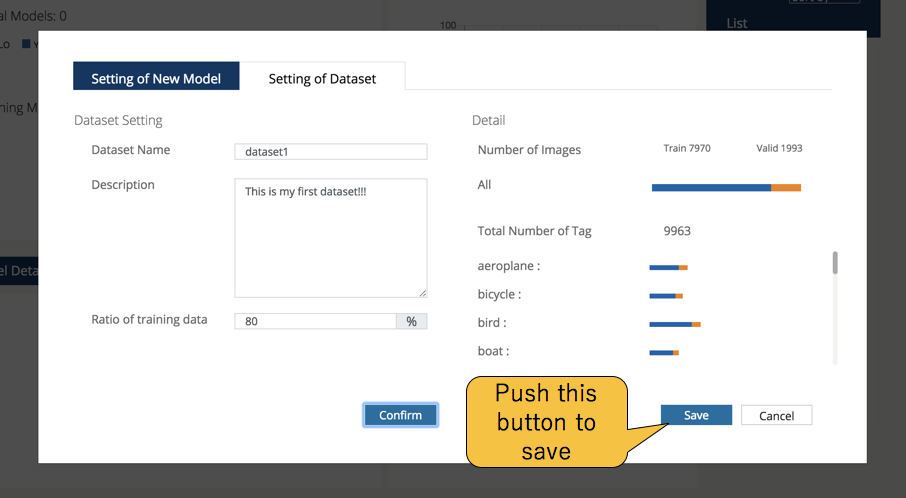 al Models: 0
100
List
Lo
Setting of New Model
Setting of Dataset
ning M
Dataset Setting
Detail
Dataset Name
dataset1
Number of Images
Train 7970
Valid 1993
Description
This is my first dataset!!!
All
Total Number of Tag
9963
aeroplane :
el Deta
bicycle :
Ratio of training data
80
%
bird :
boat :
Push this
button to
save
Confirm
Save
Cancel